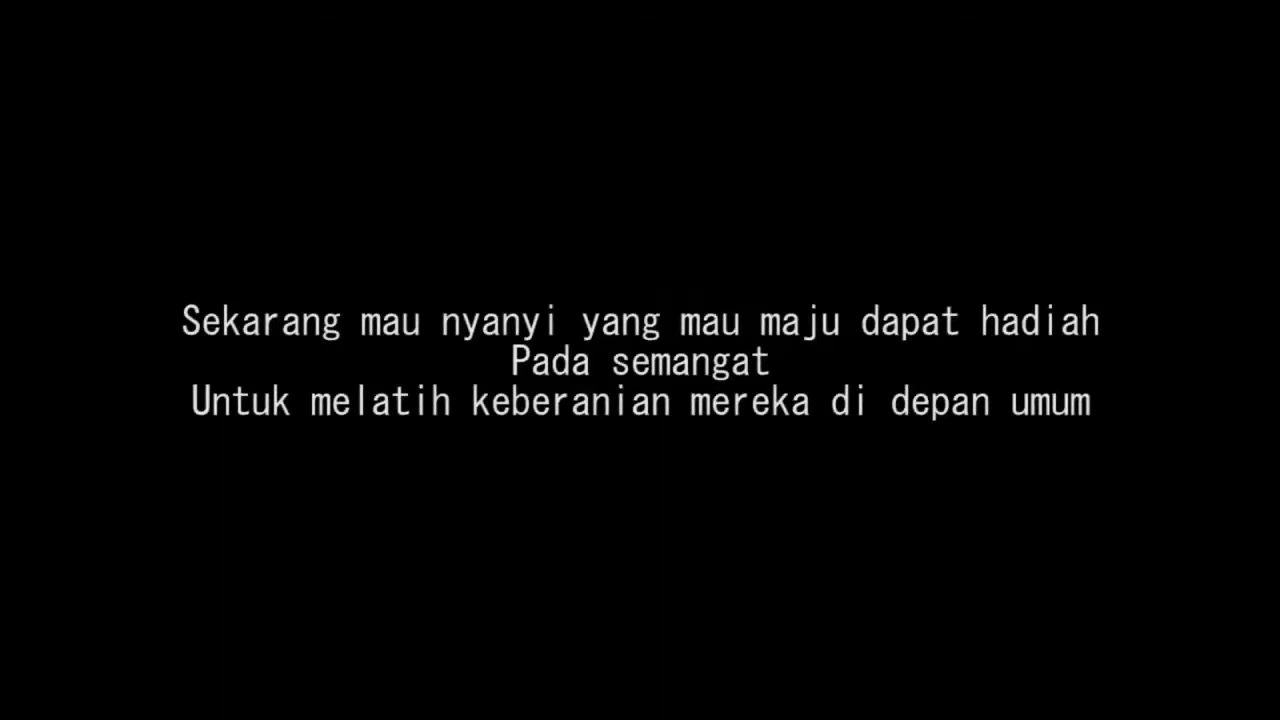 Sekarang mau nyanyi yang mau maju dapat hadiah
Pada semangat
Untuk melatih keberanian mereka di depan umum